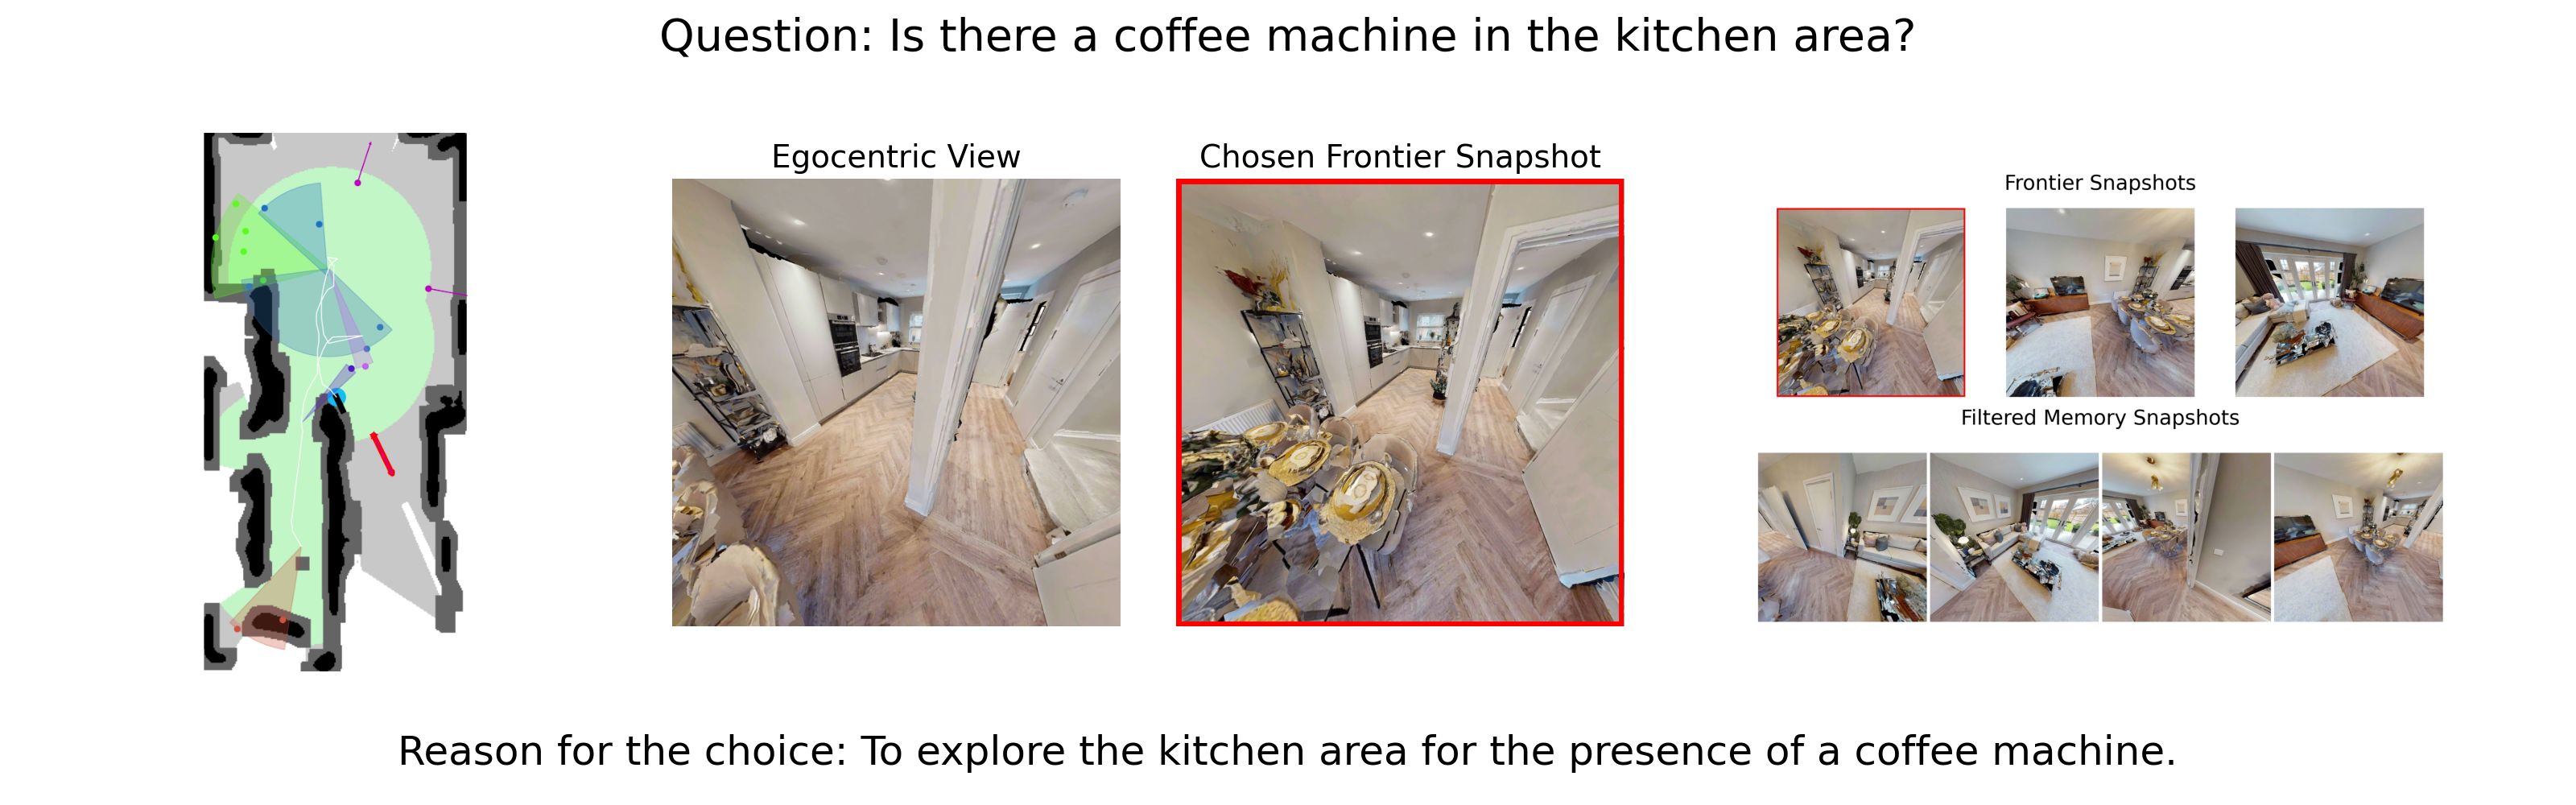 Question: Is there a coffee machine in the kitchen area?
Egocentric View
Chosen Frontier Snapshot
Frontier Snapshots
Filtered Memory Snapshots
Reason for the choice: To explore the kitchen area for the presence of a coffee machine.